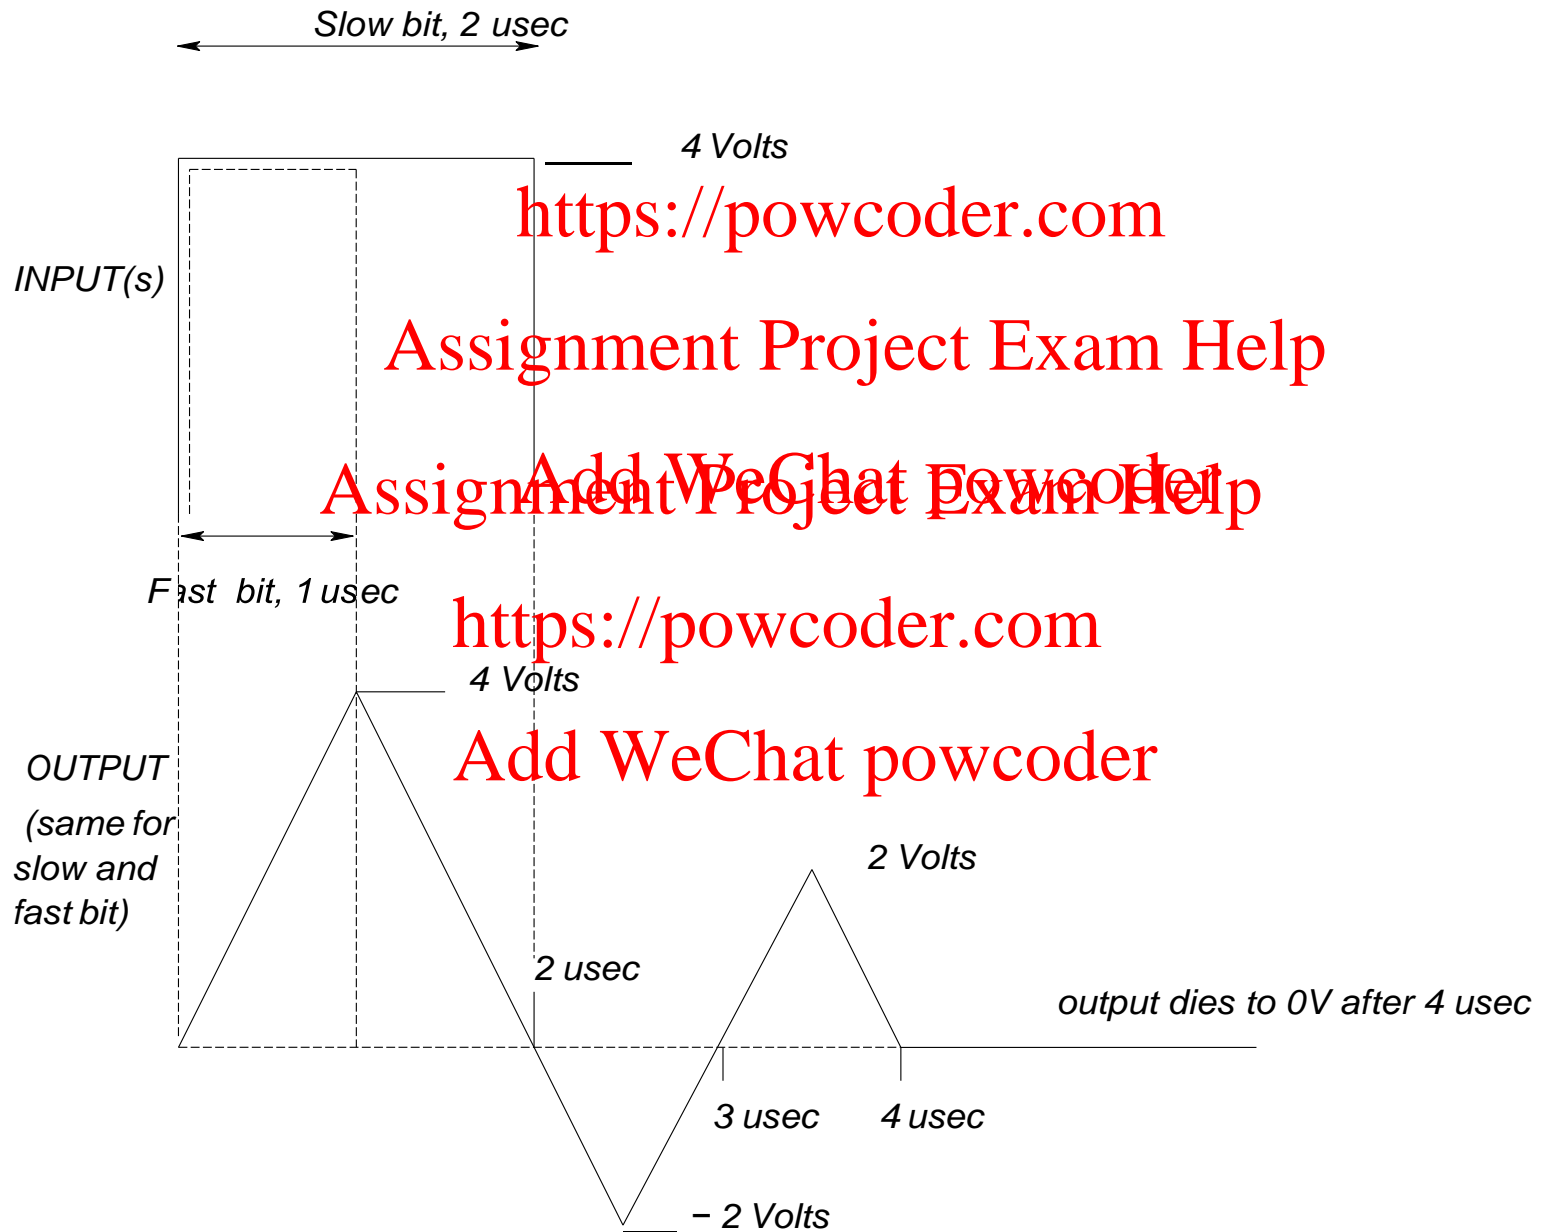 Slow bit, 2 usec
4 Volts
https://powcoder.com
INPUT(s)
Assignment Project Exam Help
Add WeChat powcoder
Assignment Project Exam Help
Fast bit, 1 usec
https://powcoder.com
4 Volts
Add WeChat powcoder
OUTPUT
(same for
slow and
fast bit)
2 Volts
2 usec
output dies to 0V after 4 usec
3 usec
4 usec
− 2 Volts